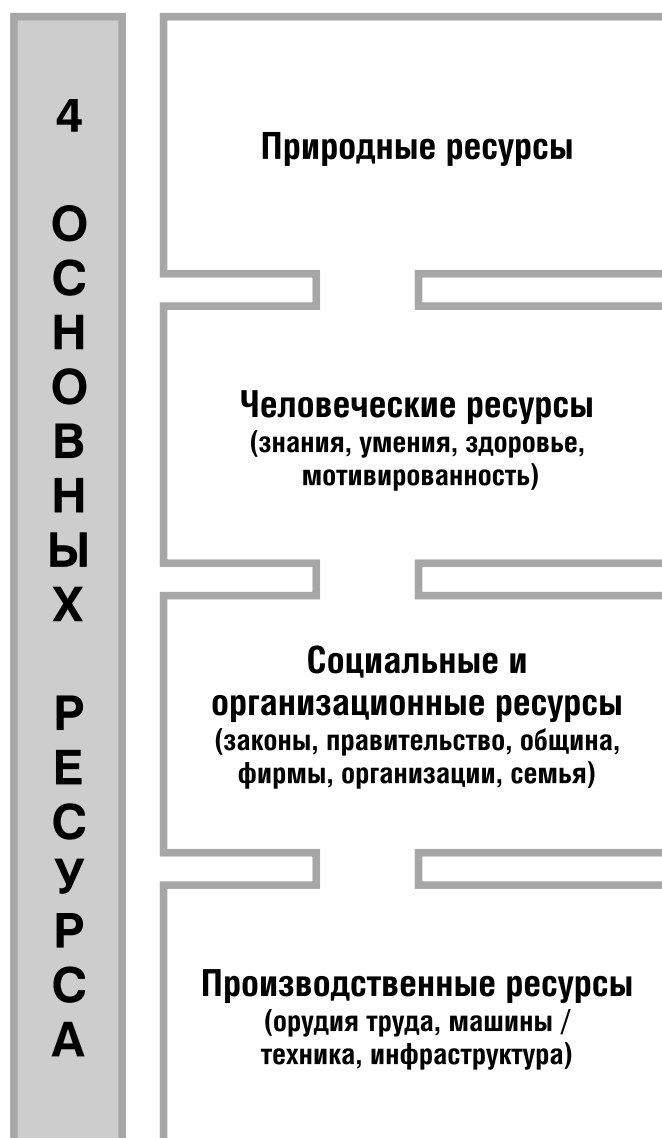 4 ОСНОВНЫХ РЕСУРСА
Природные ресурсы
Человеческие ресурсы
(знания, умения, здоровье,
мотивированность)
Социальные и
организационные ресурсы
(законы, правительство, община,
фирмы, организации, семья)
Производственные ресурсы
(орудия труда, машины /
техника, инфраструктура)